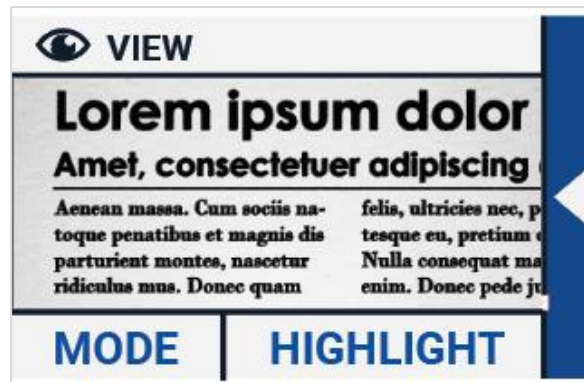 VIEW
Lorem ipsum dolor
Amet, consectetuer adipiscing
Aenean massa. Cum sociis na-
toque penatibus et magnis dis
parturient montes, nascetur
ridiculus mus. Donec quam
felis, ultricies nec, p
tesque eu, pretium
Nulla consequat ma
enim. Donec pede ju
MODE
HIGHLIGHT